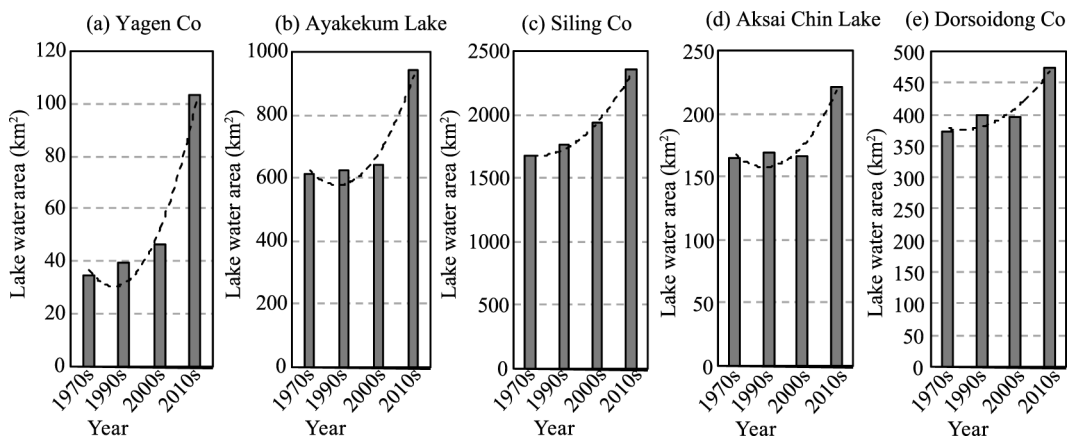 (a) Yagen Co
Lake water area (km²)
120
100
80
60
40
20
0
1970s 1990s 2000s 2010s
Year
(b) Ayakekum Lake
Lake water area (km²)
1000
800
600
400
200
0
1970s 1990s 2000s 2010s
Year
(c) Siling Co
Lake water area (km²)
2500
2000
1500
1000
500
0
1970s 1990s 2000s 2010s
Year
(d) Aksai Chin Lake
Lake water area (km²)
250
200
150
100
50
0
1970s 1990s 2000s 2010s
Year
(e) Dorsoidong Co
Lake water area (km²)
500
450
400
350
300
250
200
150
100
50
0
1970s 1990s 2000s 2010s
Year